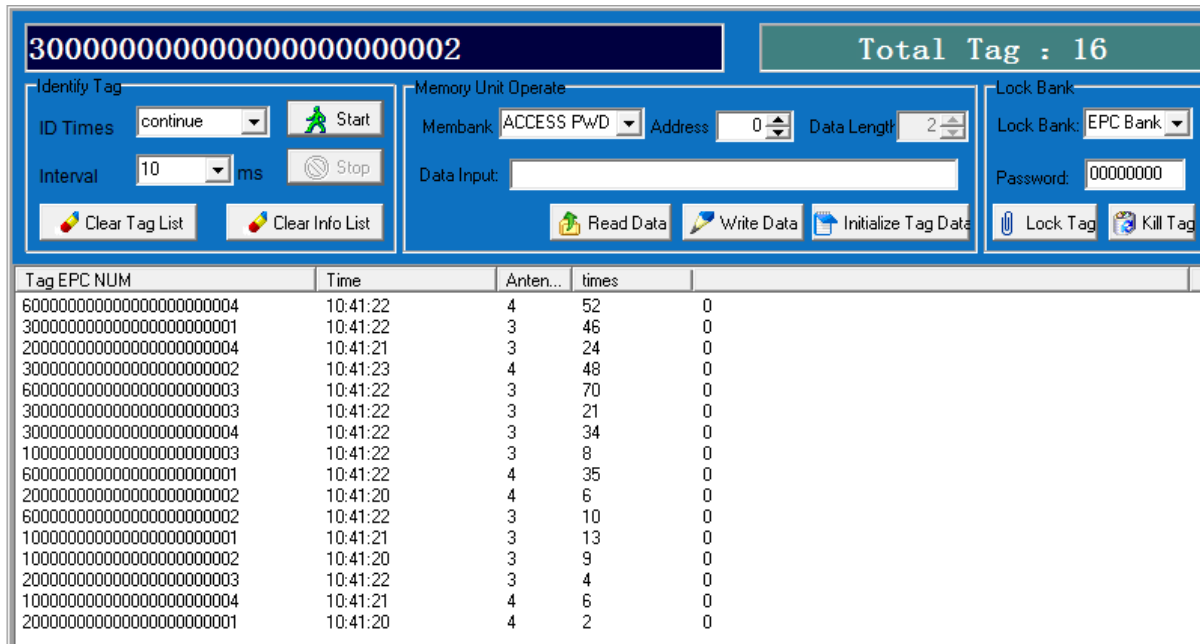 300000000000000000000002 Total Tag : 16
Identify Tag Memory Unit Operate Lock Bank
ID Times continue Start Membank ACCESS PWD Address 0 Data Length 2 Lock Bank: EPC Bank
Interval 10 ms Stop Data Input: Password: 00000000
Clear Tag List Clear Info List Read Data Write Data Initialize Tag Data Lock Tag Kill Tag
Tag EPC NUM Time Anten... times
600000000000000000000004 10:41:22 4 52 0
300000000000000000000001 10:41:22 3 46 0
200000000000000000000004 10:41:21 3 24 0
300000000000000000000002 10:41:23 4 48 0
600000000000000000000003 10:41:22 3 70 0
300000000000000000000003 10:41:22 3 21 0
300000000000000000000004 10:41:22 3 34 0
100000000000000000000003 10:41:22 3 8 0
600000000000000000000001 10:41:22 4 35 0
200000000000000000000002 10:41:20 4 6 0
600000000000000000000002 10:41:22 3 10 0
100000000000000000000001 10:41:21 3 13 0
100000000000000000000002 10:41:20 3 9 0
200000000000000000000003 10:41:22 3 4 0
100000000000000000000004 10:41:21 4 6 0
200000000000000000000001 10:41:20 4 2 0